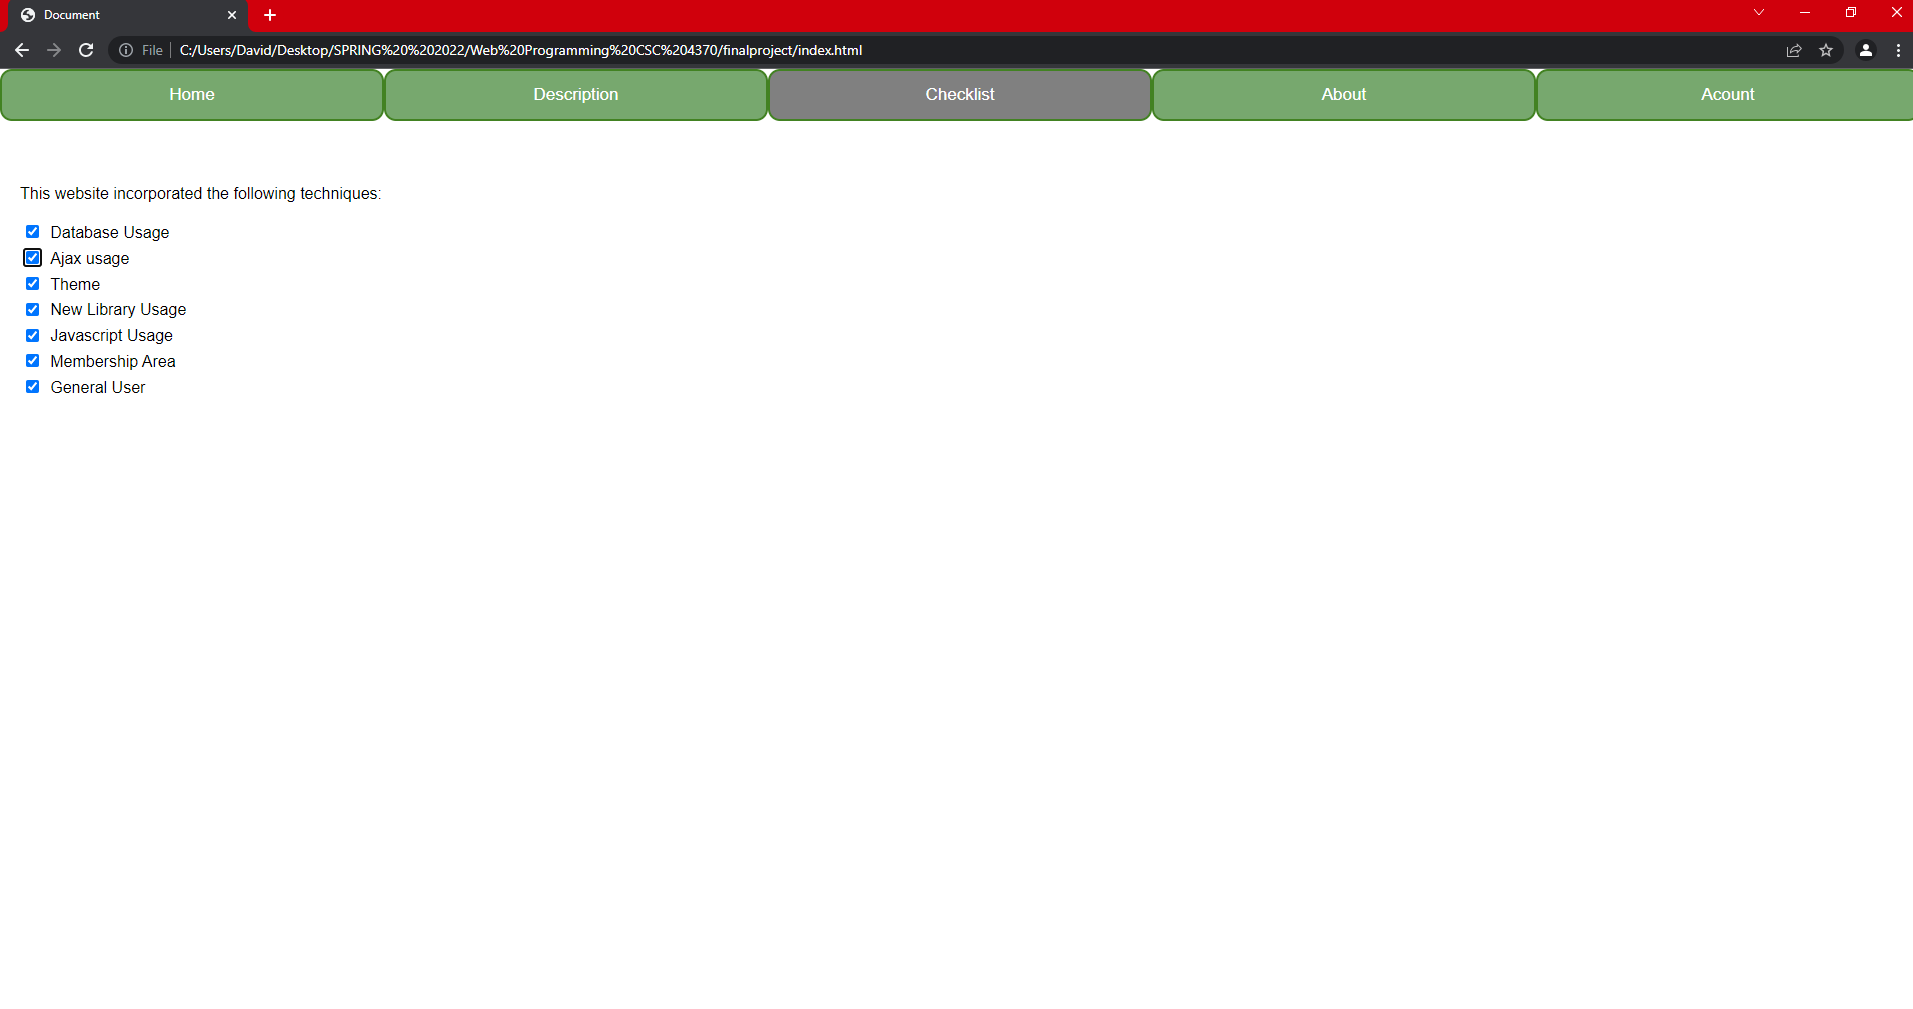 Document
File C:/Users/David/Desktop/SPRING%20%202022/Web%20Programming%20CSC%204370/finalproject/index.html
Home Description Checklist About Acount
This website incorporated the following techniques:
Database Usage
Ajax usage
Theme
New Library Usage
Javascript Usage
Membership Area
General User